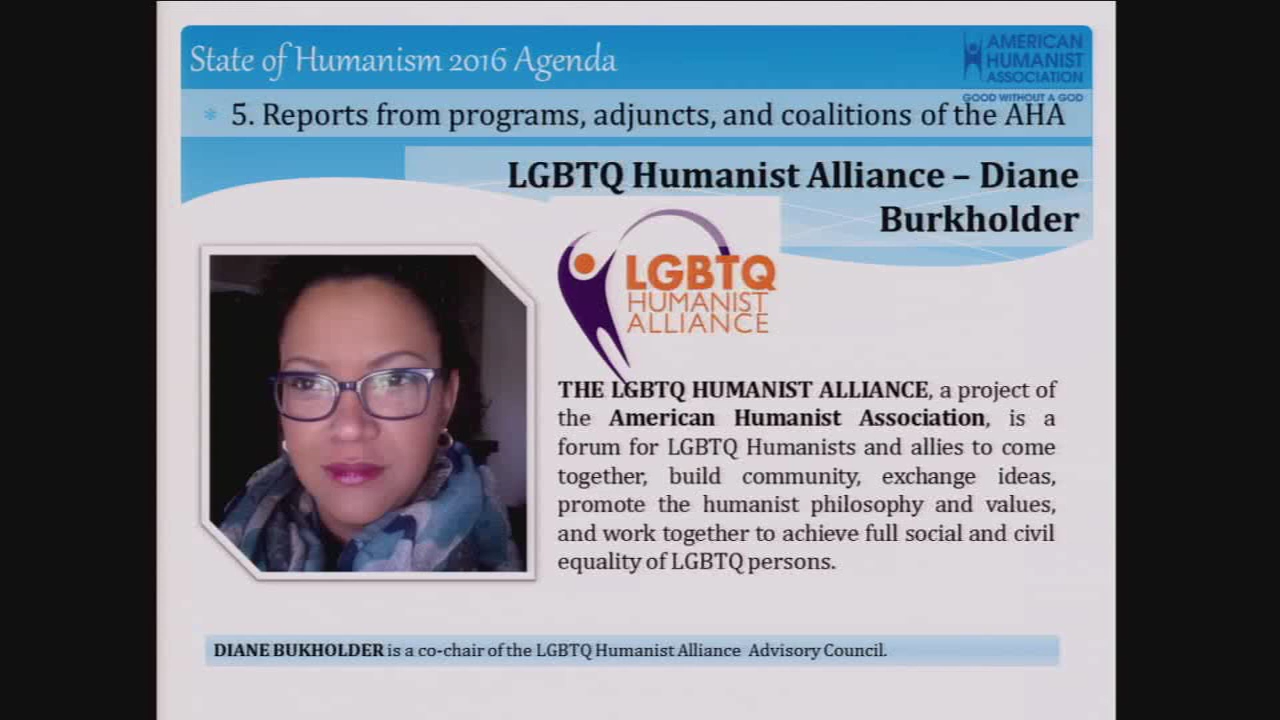 State of Humanism 2016 Agenda
AMERICAN
HUMANIST
ASSOCIATION
GOOD WITHOUT A GOD
5. Reports from programs, adjuncts, and coalitions of the AHA
LGBTQ Humanist Alliance – Diane
Burkholder
LGBTQ
HUMANIST
ALLIANCE
THE LGBTQ HUMANIST ALLIANCE, a project of
the American Humanist Association, is a
forum for LGBTQ Humanists and allies to come
together, build community, exchange ideas,
promote the humanist philosophy and values,
and work together to achieve full social and civil
equality of LGBTQ persons.
DIANE BUKHOLDER is a co-chair of the LGBTQ Humanist Alliance Advisory Council.